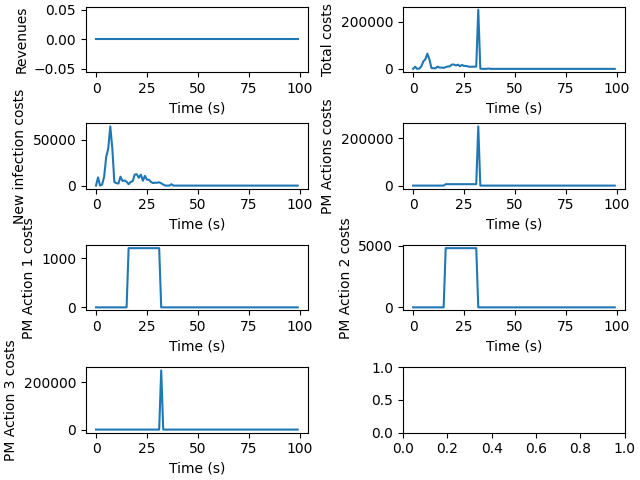 Revenues
0.05
0.00
−0.05
0 25 50 75 100
Time (s)
Total costs
200000
0
0 25 50 75 100
Time (s)
New infection costs
50000
0
0 25 50 75 100
Time (s)
PM Actions costs
200000
0
0 25 50 75 100
Time (s)
PM Action 1 costs
1000
0
0 25 50 75 100
Time (s)
PM Action 2 costs
5000
0
0 25 50 75 100
Time (s)
PM Action 3 costs
200000
0
0 25 50 75 100
Time (s)
1.0
0.5
0.0
0.0 0.2 0.4 0.6 0.8 1.0